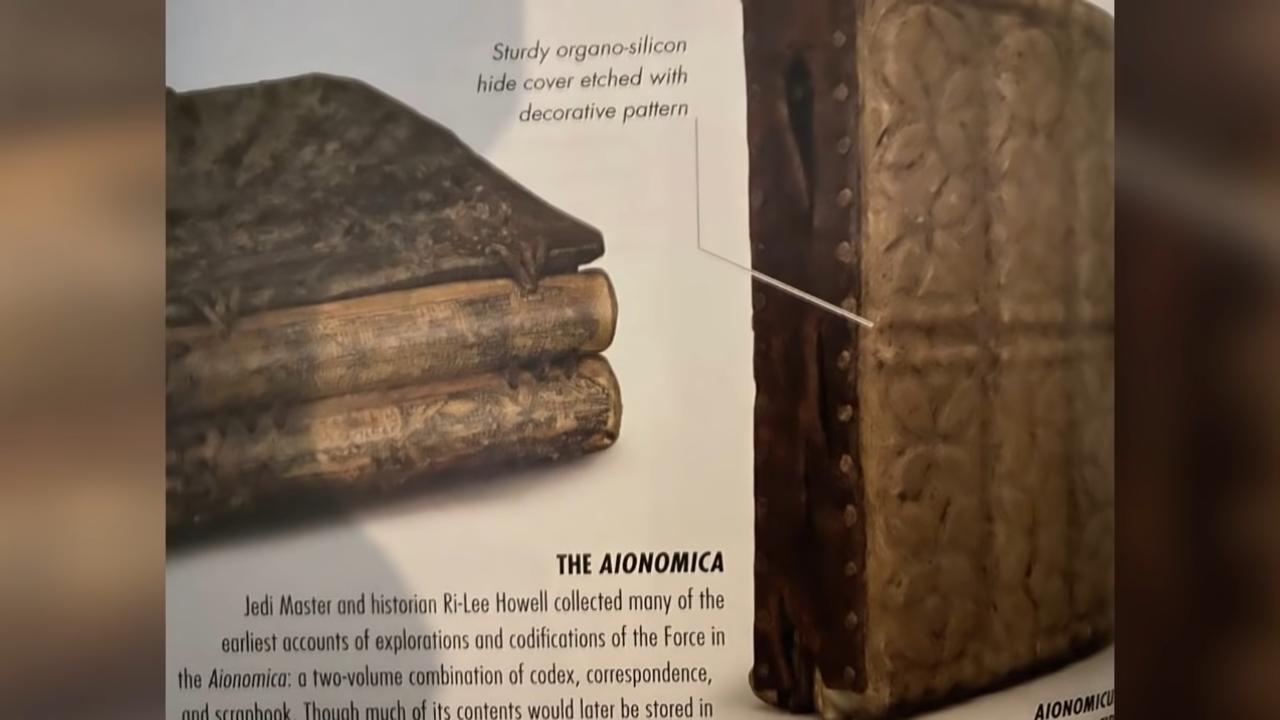 Sturdy organo-silicon
hide cover etched with
decorative pattern
THE AIONOMICA
Jedi Master and historian Ri-Lee Howell collected many of the
earliest accounts of explorations and codifications of the Force in
the Aionomica: a two-volume combination of codex, correspondence,
and scrapbook. Though much of its contents would later be stored in
AIONOMICU